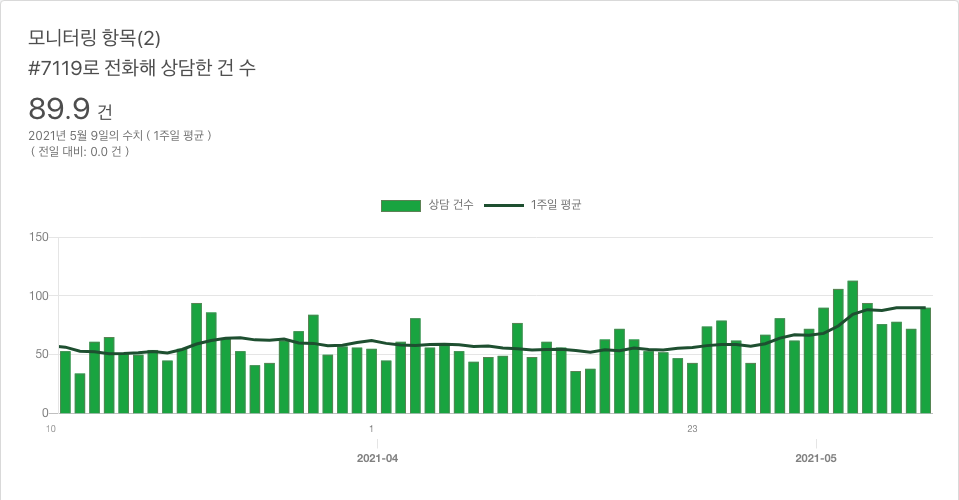 모니터링 항목(2)
#7119로 전화해 상담한 건 수
89.9 건
2021년 5월 9일의 수치 ( 1주일 평균 )
( 전일 대비: 0.0 건 )
상담 건수 1주일 평균
150
100
50
0
10 1 23
2021-04 2021-05